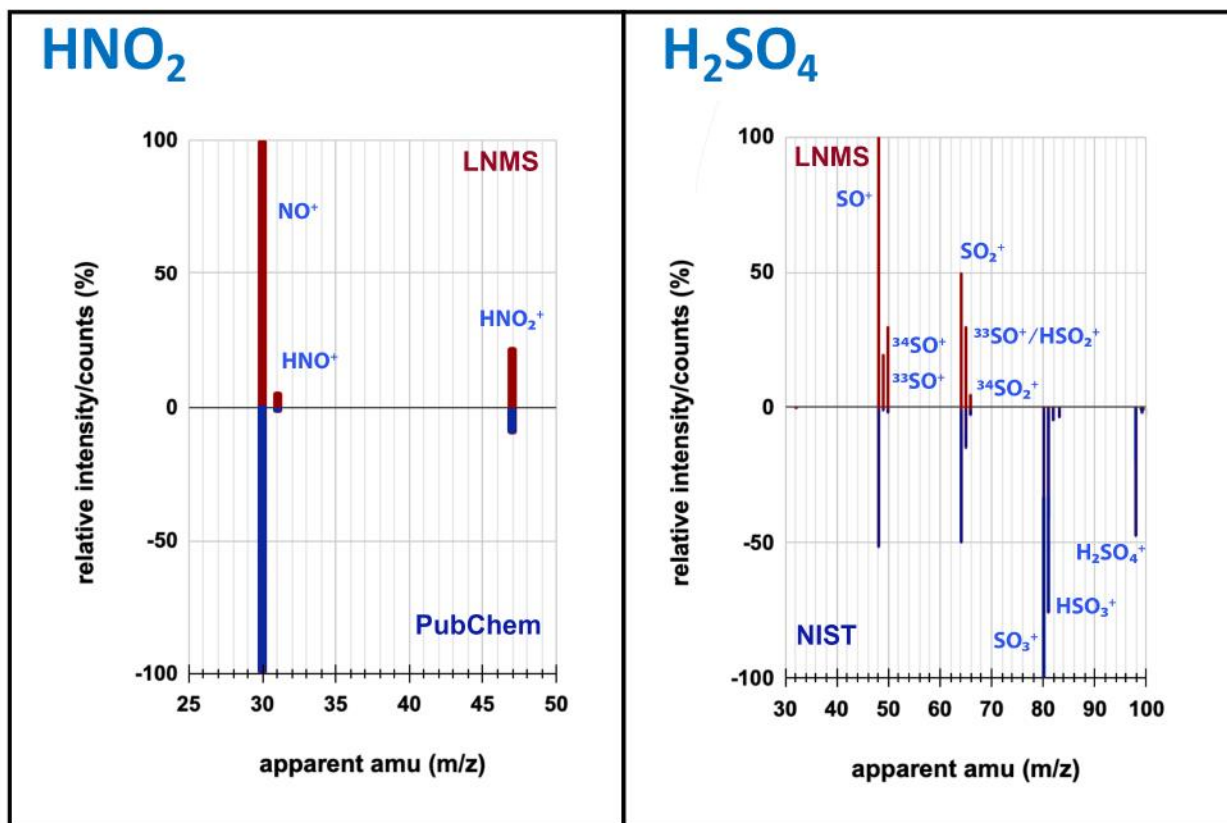 HNO₂
100
50
0
-50
-100
relative intensity/counts (%)
LNMS
NO⁺
HNO⁺
HNO₂⁺
PubChem
25 30 35 40 45 50
apparent amu (m/z)
H₂SO₄
100
50
0
-50
-100
relative intensity/counts (%)
LNMS
SO⁺
SO₂⁺
³⁴SO⁺
³³SO⁺/HSO₂⁺
³³SO⁺
³⁴SO₂⁺
H₂SO₄⁺
HSO₃⁺
NIST
SO₃⁺
30 40 50 60 70 80 90 100
apparent amu (m/z)